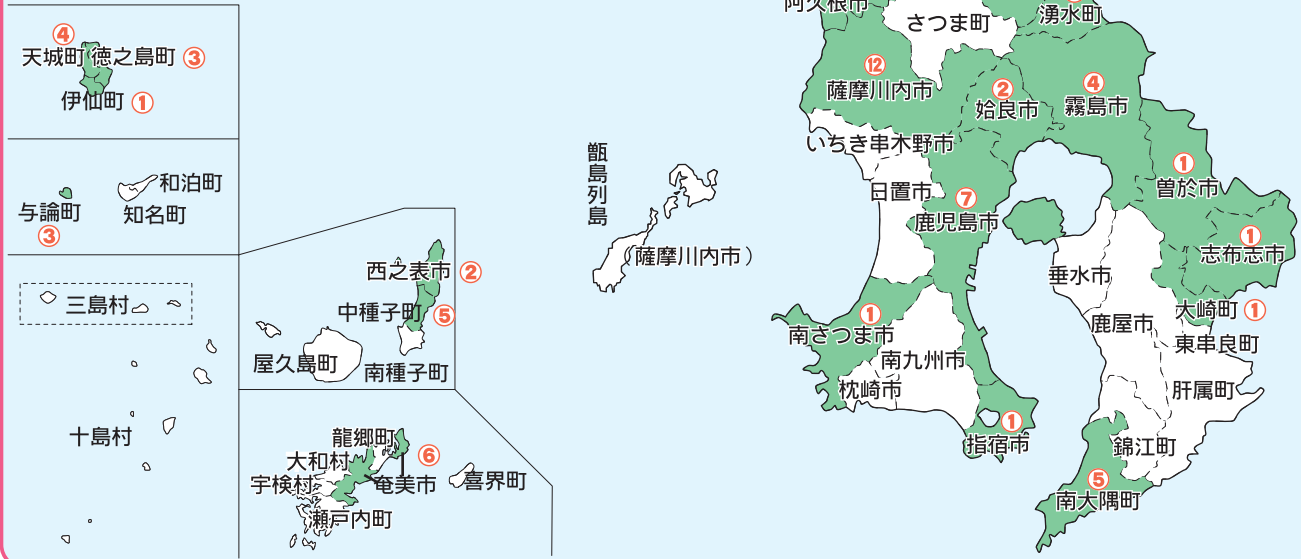 阿久根市
さつま町
湧水町
④
天城町
徳之島町 ③
伊仙町 ①
⑫
薩摩川内市
②
姶良市
④
霧島市
いちき串木野市
甑島列島
①
曽於市
和泊町
与論町
③
知名町
日置市
⑦
鹿児島市
①
志布志市
(薩摩川内市)
西之表市 ②
垂水市
三島村
中種子町 ⑤
①
南さつま市
大崎町 ①
鹿屋市
東串良町
屋久島町
南種子町
南九州市
枕崎市
肝属町
十島村
龍郷町
⑥
大和村
宇検村
奄美市
喜界町
瀬戸内町
①
指宿市
錦江町
⑤
南大隅町